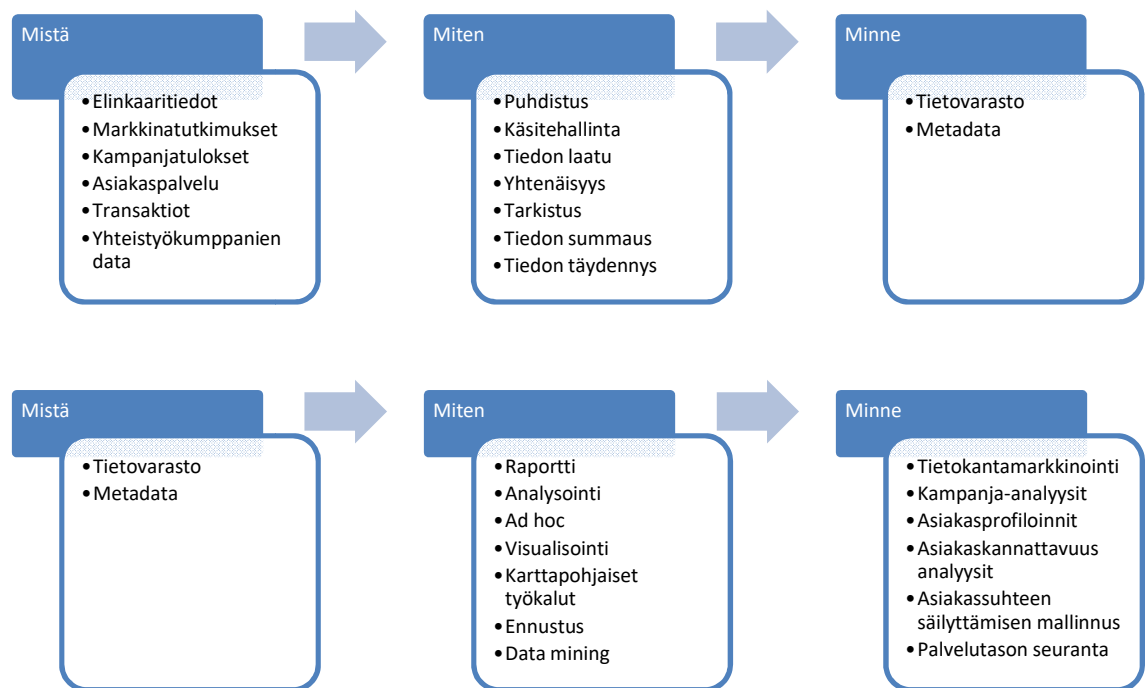 Mistä
•Elinkaaritiedot
•Markkinatutkimukset
•Kampanjatulokset
•Asiakaspalvelu
•Transaktiot
•Yhteistyökumppanien
data
Miten
•Puhdistus
•Käsitehallinta
•Tiedon laatu
•Yhtenäisyys
•Tarkistus
•Tiedon summaus
•Tiedon täydennys
Minne
•Tietovarasto
•Metadata
Mistä
•Tietovarasto
•Metadata
Miten
•Raportti
•Analysointi
•Ad hoc
•Visualisointi
•Karttapohjaiset
työkalut
•Ennustus
•Data mining
Minne
•Tietokantamarkkinointi
•Kampanja-analyysit
•Asiakasprofiloinnit
•Asiakaskannattavuus
analyysit
•Asiakassuhteen
säilyttämisen mallinnus
•Palvelutason seuranta